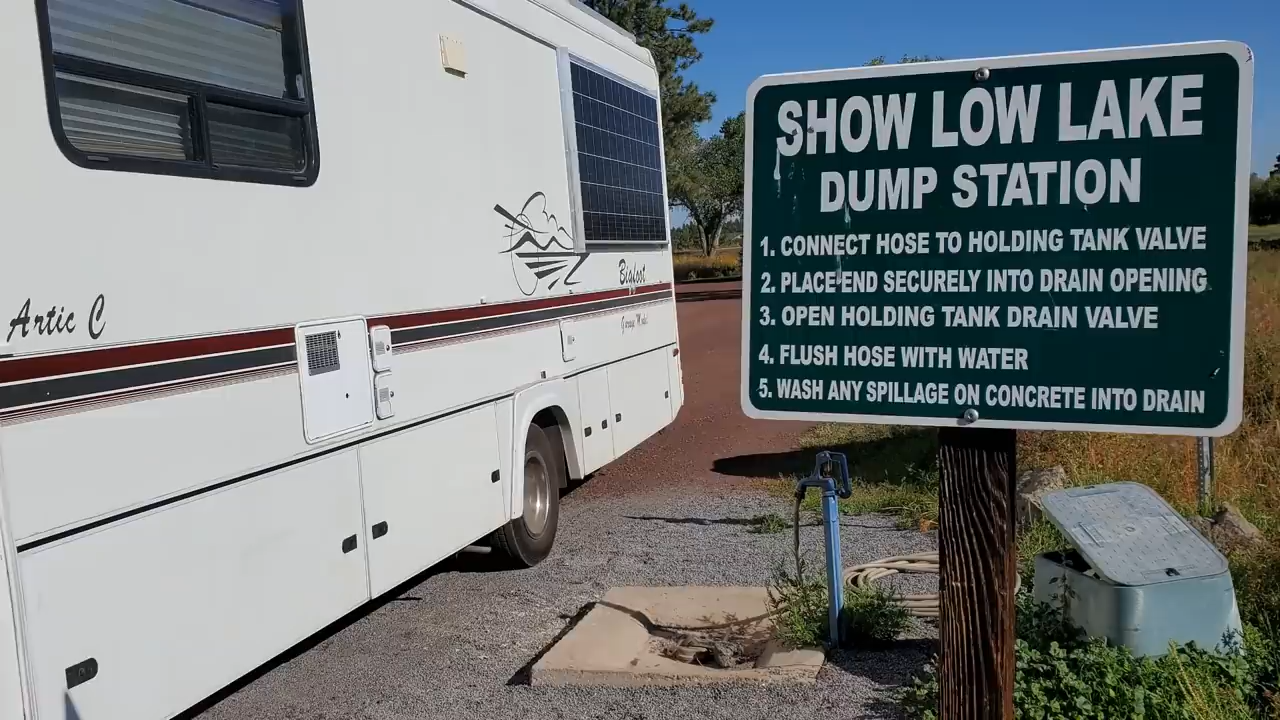 SHOW LOW LAKE
DUMP STATION
1. CONNECT HOSE TO HOLDING TANK VALVE
2. PLACE END SECURELY INTO DRAIN OPENING
3. OPEN HOLDING TANK DRAIN VALVE
4. FLUSH HOSE WITH WATER
5. WASH ANY SPILLAGE ON CONCRETE INTO DRAIN
Artic C
Bigfoot